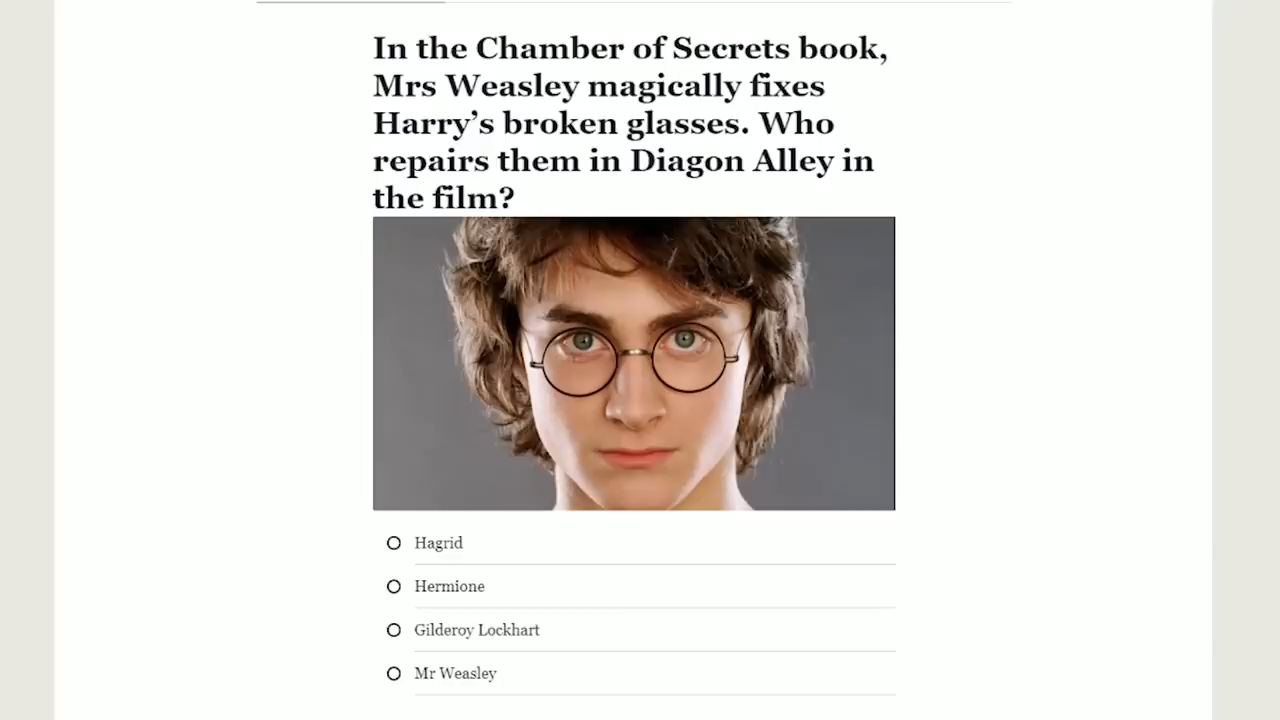 In the Chamber of Secrets book,
Mrs Weasley magically fixes
Harry’s broken glasses. Who
repairs them in Diagon Alley in
the film?
Hagrid
Hermione
Gilderoy Lockhart
Mr Weasley